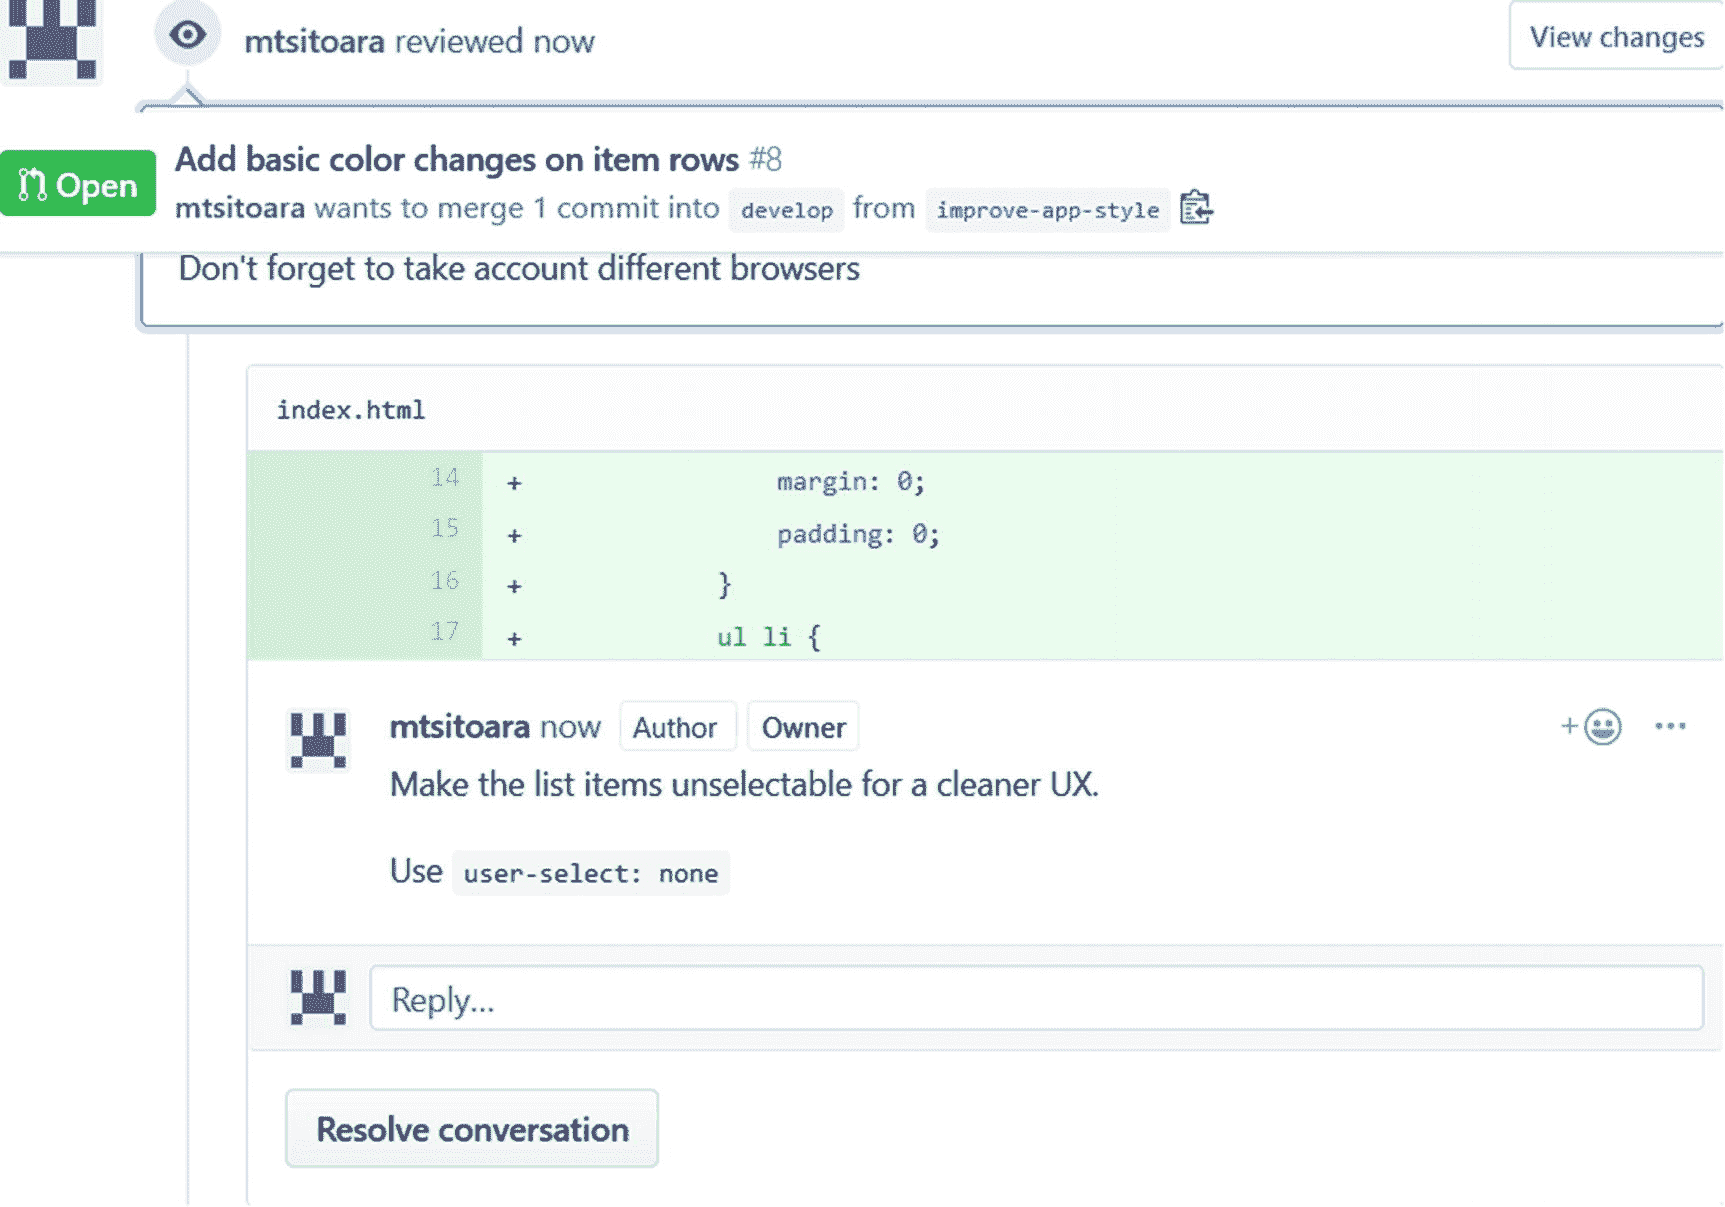 mtsitoara reviewed now
View changes
Open
Add basic color changes on item rows #8
mtsitoara wants to merge 1 commit into develop from improve-app-style
Don't forget to take account different browsers
index.html
14 + margin: 0;
15 + padding: 0;
16 + }
17 + ul li {
mtsitoara now Author Owner
Make the list items unselectable for a cleaner UX.
Use user-select: none
Reply...
Resolve conversation